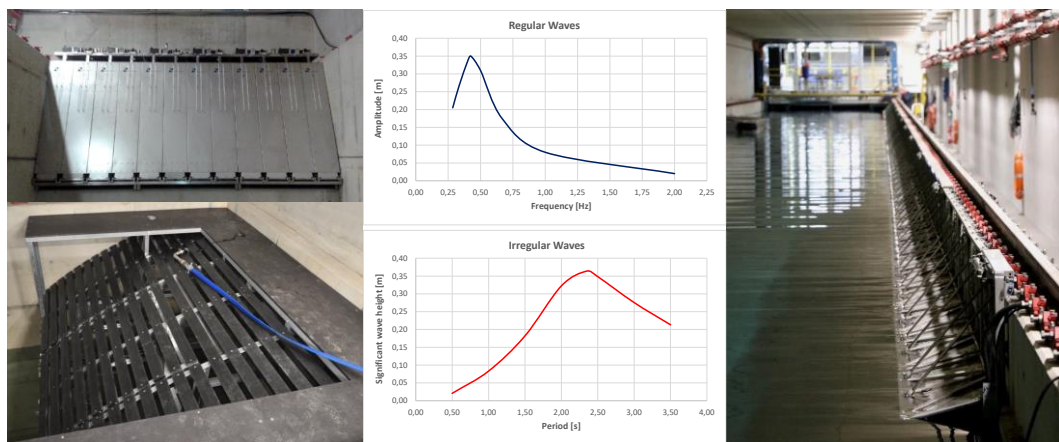 Regular Waves
0,40
0,35
0,30
0,25
0,20
0,15
0,10
0,05
0,00
Amplitude [m]
0,00 0,25 0,50 0,75 1,00 1,25 1,50 1,75 2,00 2,25
Frequency [Hz]
Irregular Waves
0,40
0,35
0,30
0,25
0,20
0,15
0,10
0,05
0,00
Significant wave height [m]
0,00 0,50 1,00 1,50 2,00 2,50 3,00 3,50 4,00
Period [s]